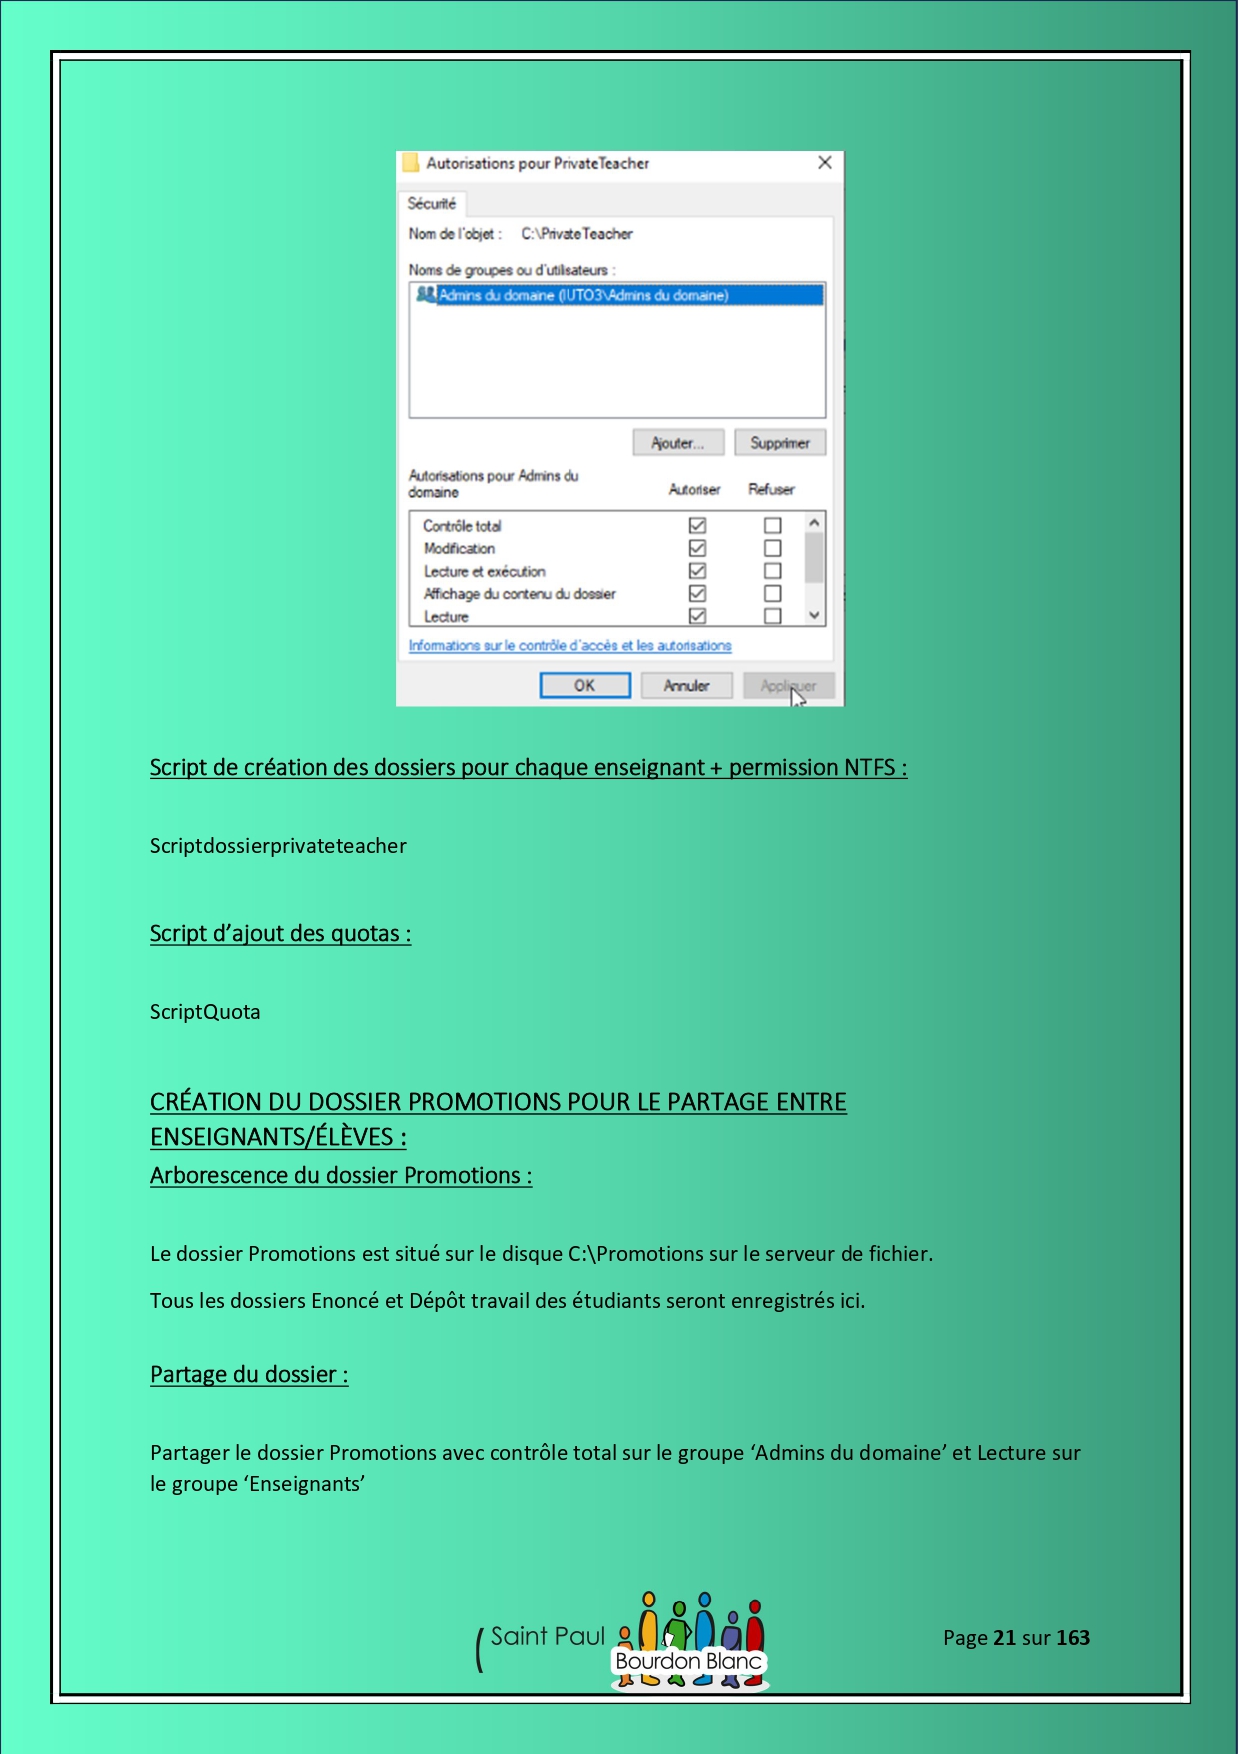 Autorisations pour PrivateTeacher
Sécurité
Nom de l'objet : C:\PrivateTeacher
Noms de groupes ou d'utilisateurs :
Admins du domaine (IUTO3\Admins du domaine)
Ajouter... Supprimer
Autorisations pour Admins du
domaine Autoriser Refuser
Contrôle total
Modification
Lecture et exécution
Affichage du contenu du dossier
Lecture
Informations sur le contrôle d'accès et les autorisations
OK Annuler Appliquer
Script de création des dossiers pour chaque enseignant + permission NTFS :
Scriptdossierprivateteacher
Script d’ajout des quotas :
ScriptQuota
CRÉATION DU DOSSIER PROMOTIONS POUR LE PARTAGE ENTRE
ENSEIGNANTS/ÉLÈVES :
Arborescence du dossier Promotions :
Le dossier Promotions est situé sur le disque C:\Promotions sur le serveur de fichier.
Tous les dossiers Enoncé et Dépôt travail des étudiants seront enregistrés ici.
Partage du dossier :
Partager le dossier Promotions avec contrôle total sur le groupe ‘Admins du domaine’ et Lecture sur
le groupe ‘Enseignants’
Saint Paul
Bourdon Blanc
Page 21 sur 163